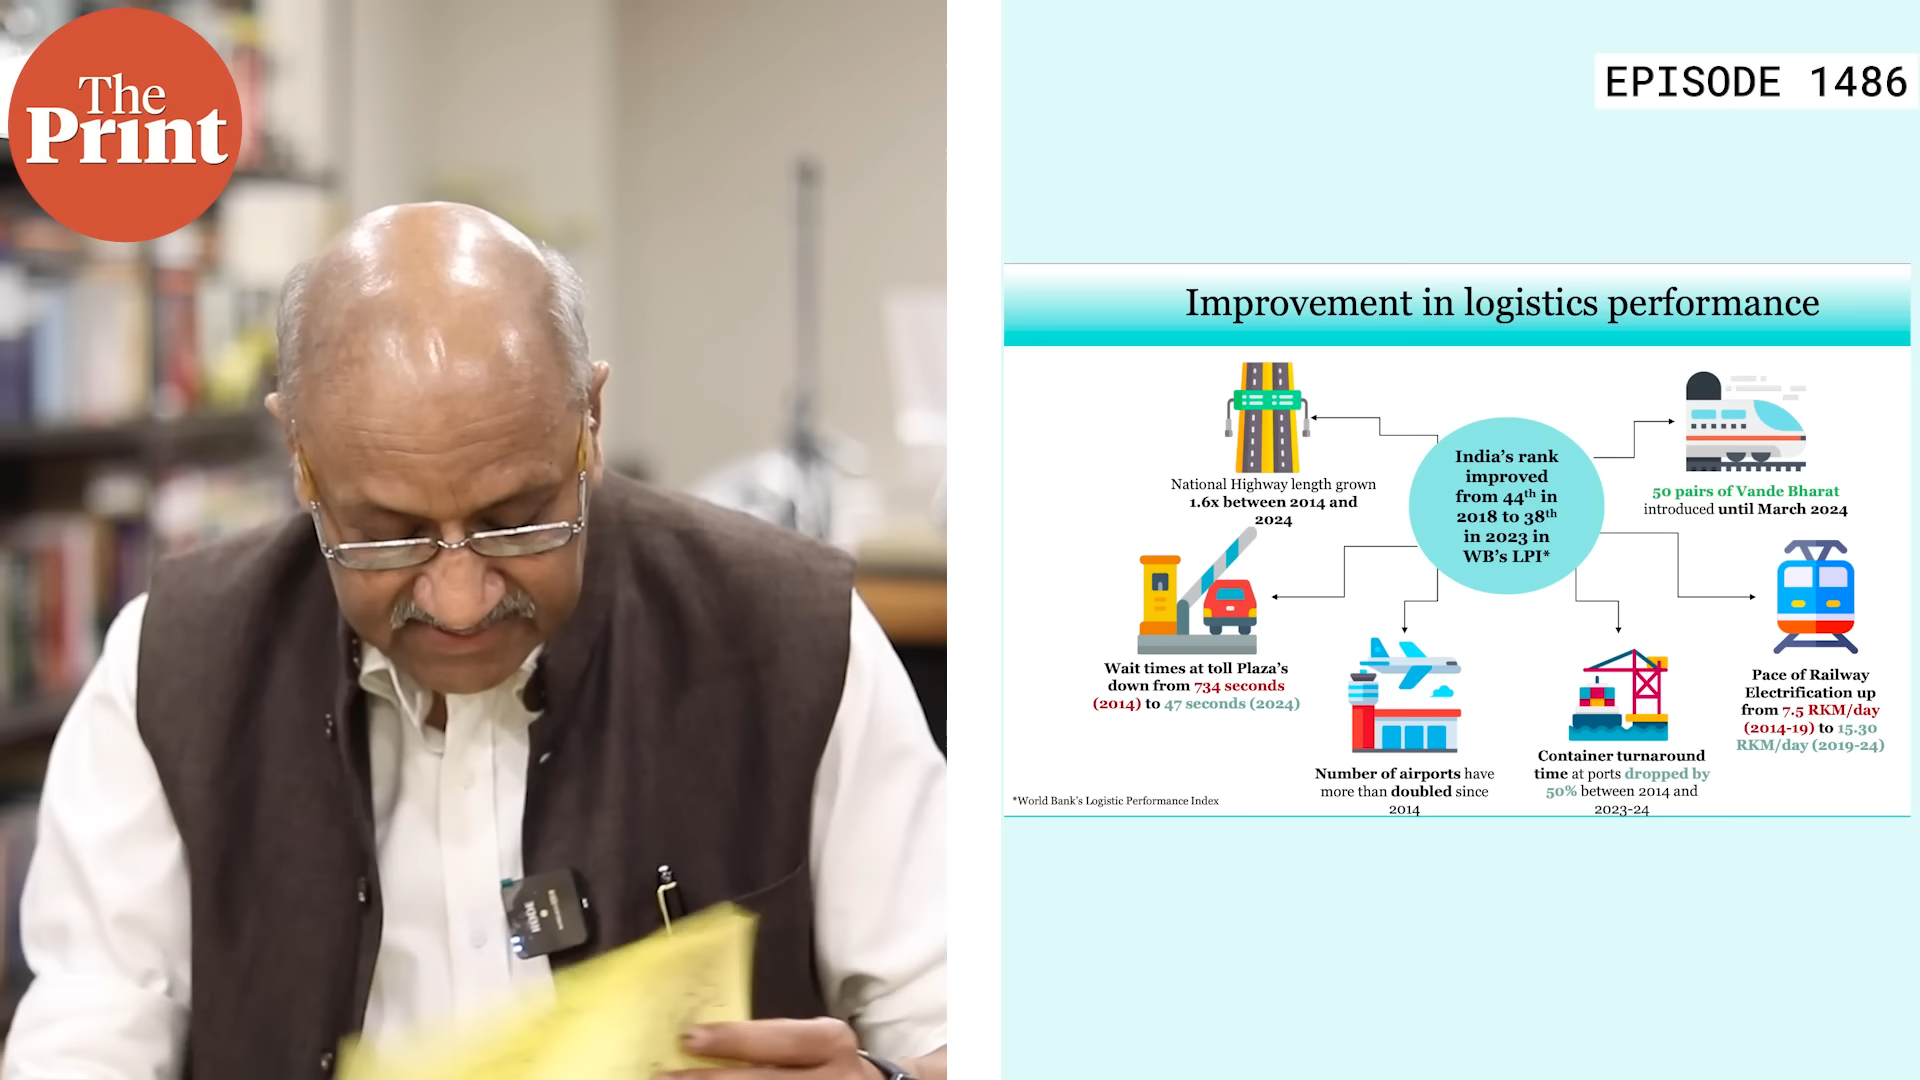 The
Print
EPISODE 1486
Improvement in logistics performance
National Highway length grown
1.6x between 2014 and
2024
India's rank
improved
from 44th in
2018 to 38th
in 2023 in
WB's LPI*
50 pairs of Vande Bharat
introduced until March 2024
Wait times at toll Plaza's
down from 734 seconds
(2014) to 47 seconds (2024)
Number of airports have
more than doubled since
2014
Container turnaround
time at ports dropped by
50% between 2014 and
2023-24
Pace of Railway
Electrification up
from 7.5 RKM/day
(2014-19) to 15.30
RKM/day (2019-24)
*World Bank's Logistic Performance Index
RODE